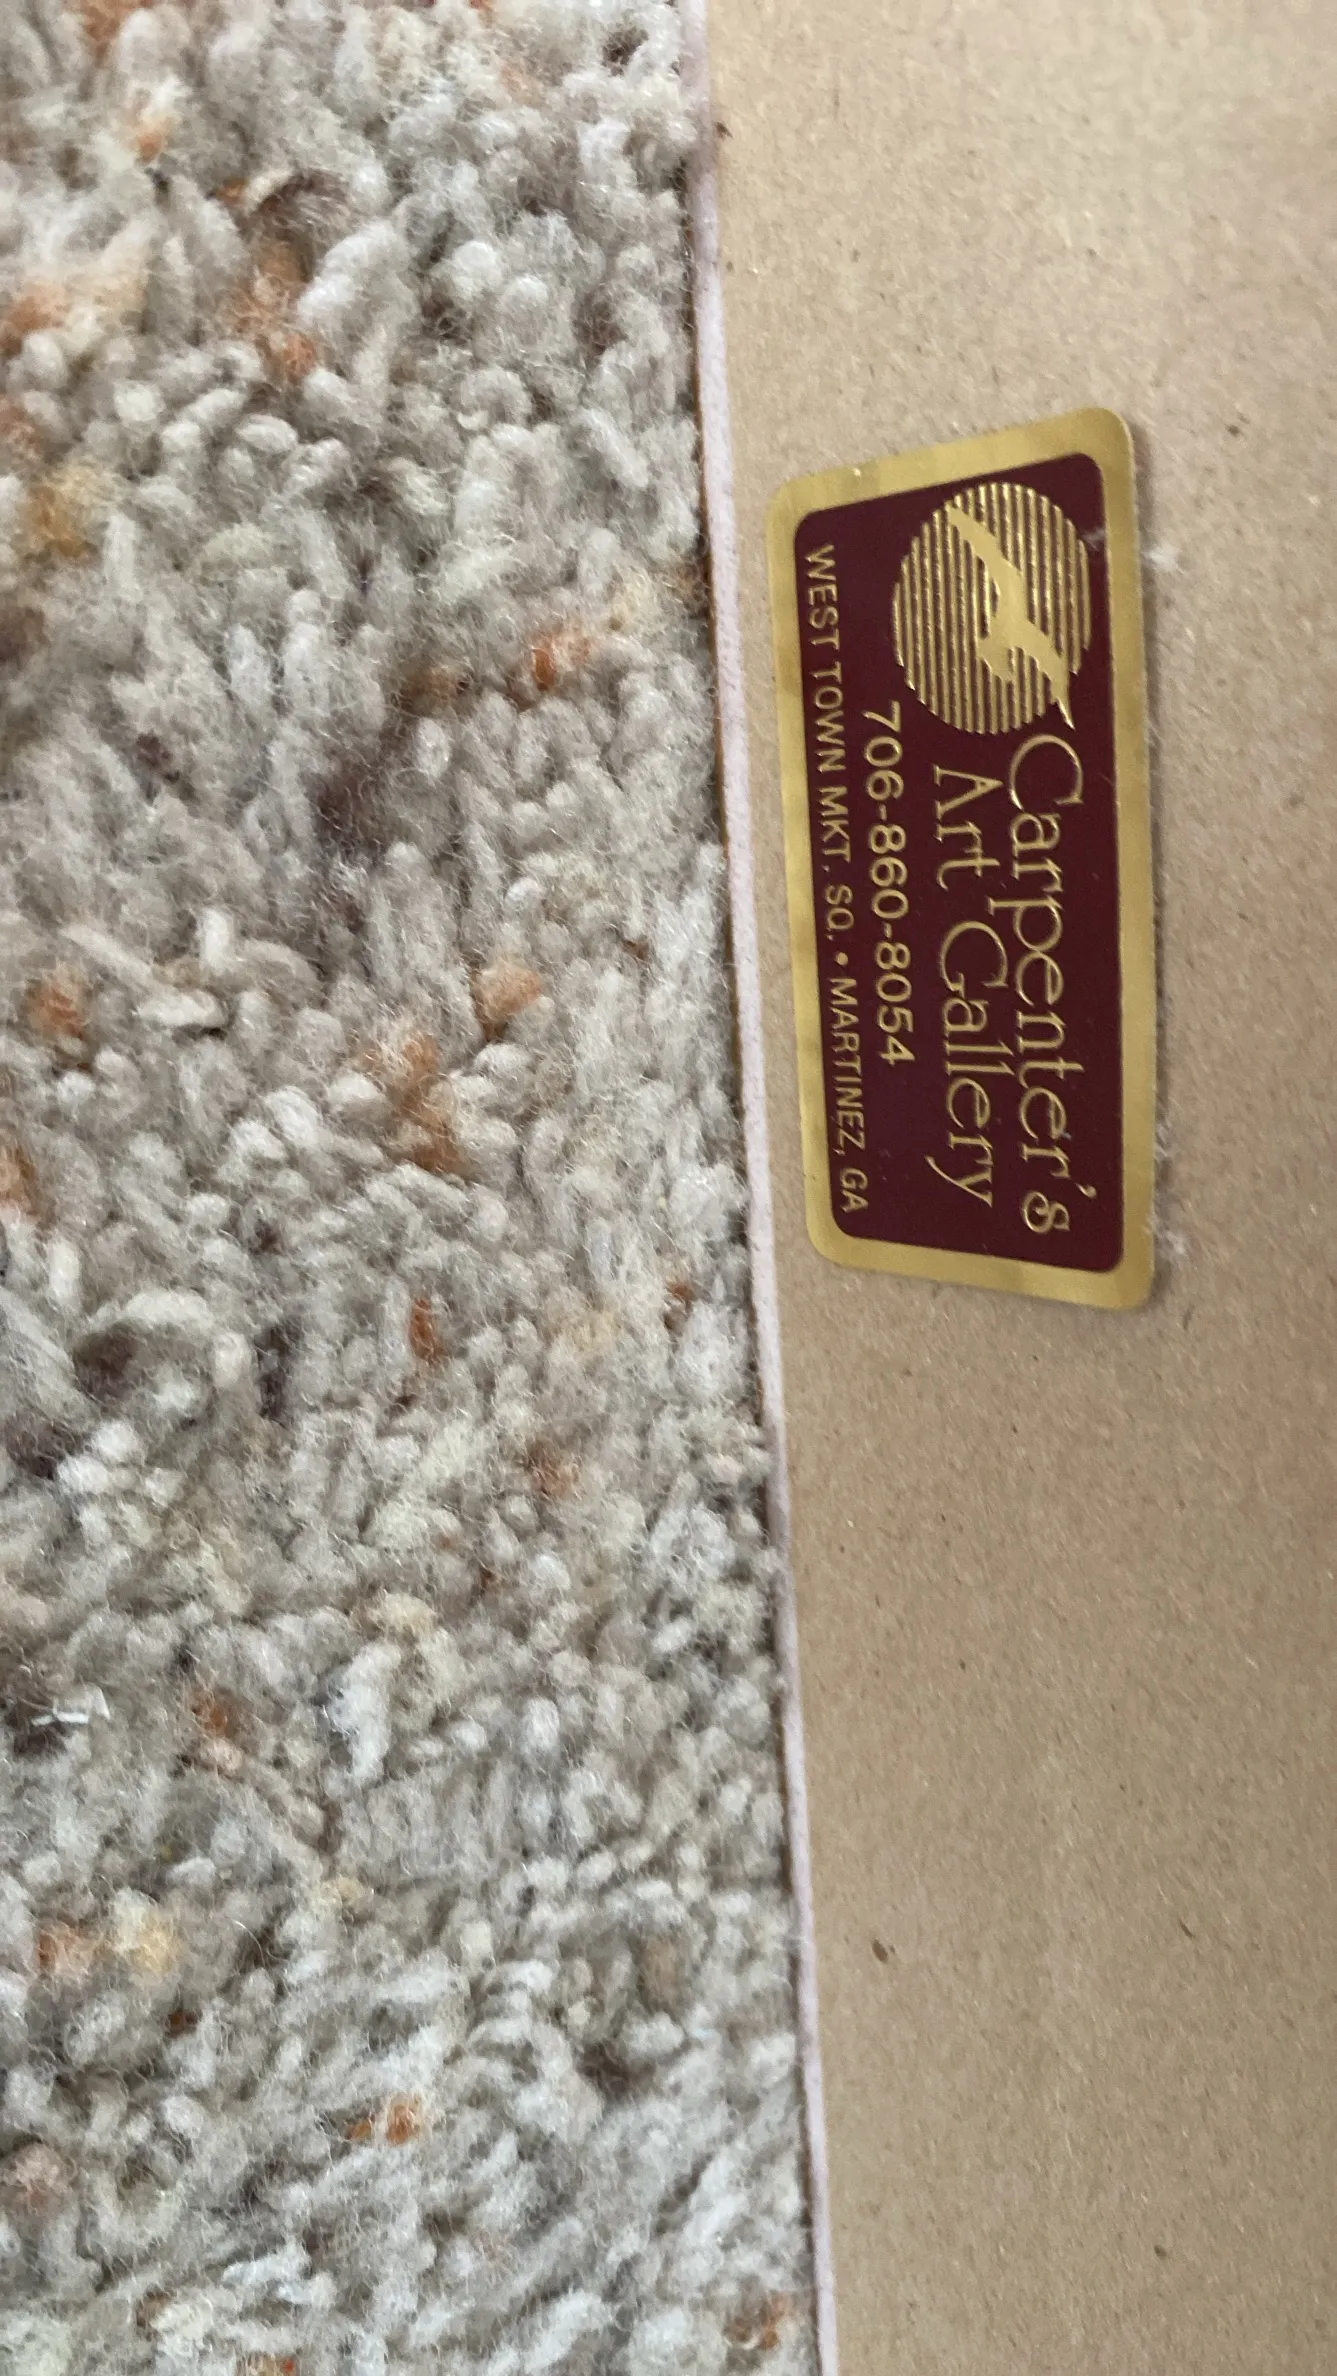 Carpenter's
Art Gallery
706-860-8054
WEST TOWN MKT. SQ. • MARTINEZ, GA